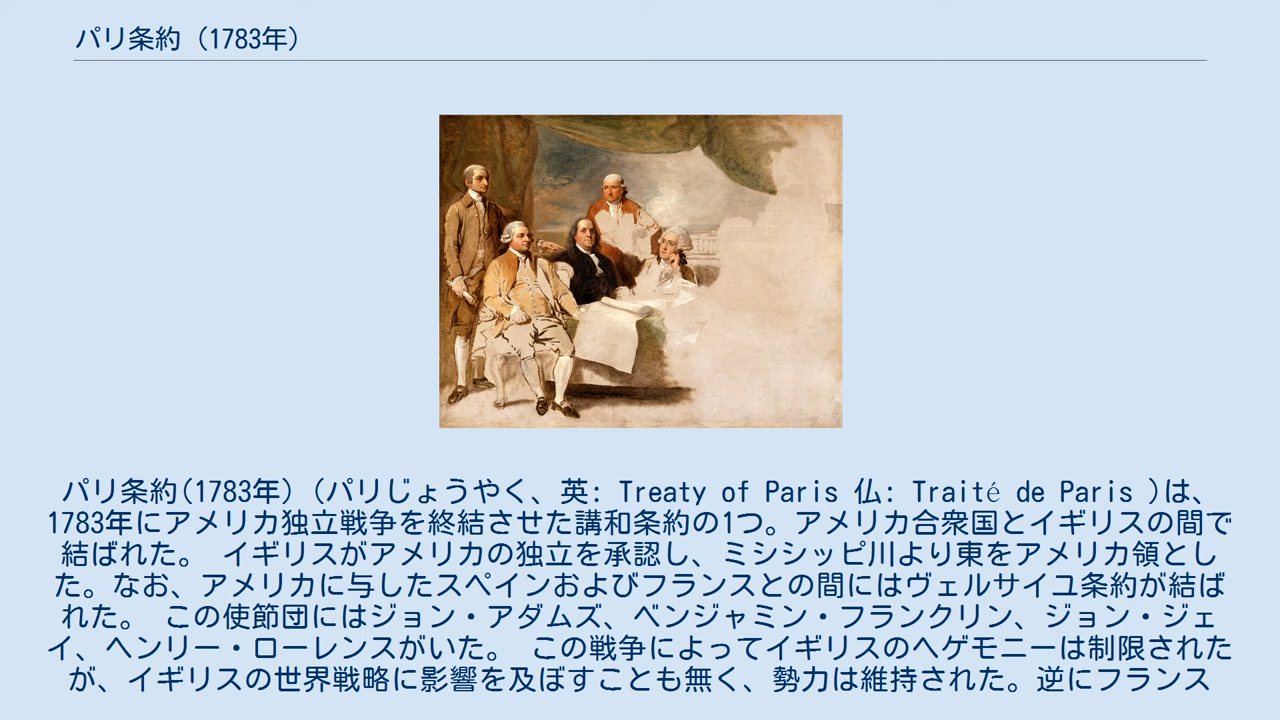 パリ条約（1783年）
パリ条約(1783年）（パリじょうやく、英: Treaty of Paris 仏: Traité de Paris )は、
1783年にアメリカ独立戦争を終結させた講和条約の1つ。アメリカ合衆国とイギリスの間で
結ばれた。 イギリスがアメリカの独立を承認し、ミシシッピ川より東をアメリカ領とし
た。なお、アメリカに与したスペインおよびフランスとの間にはヴェルサイユ条約が結ば
れた。 この使節団にはジョン・アダムズ、ベンジャミン・フランクリン、ジョン・ジェ
イ、ヘンリー・ローレンスがいた。 この戦争によってイギリスのヘゲモニーは制限された
が、イギリスの世界戦略に影響を及ぼすことも無く、勢力は維持された。逆にフランス